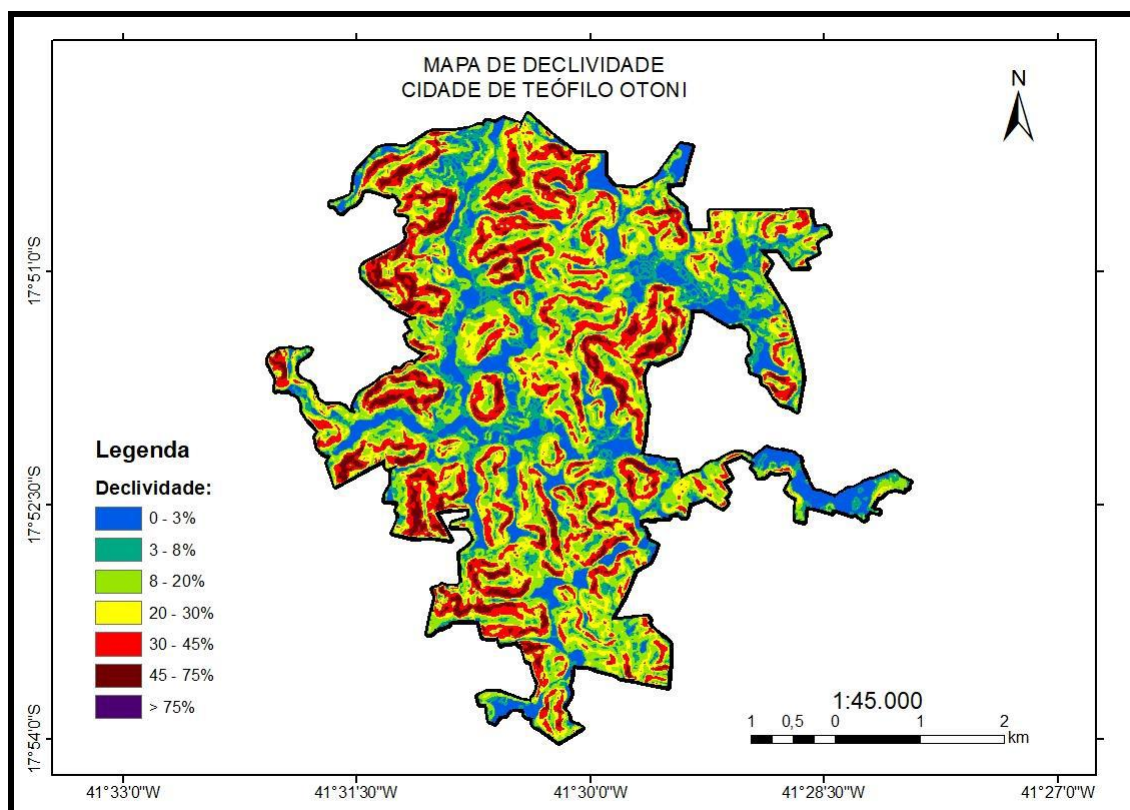 MAPA DE DECLIVIDADE
CIDADE DE TEÓFILO OTONI
N
17°51'0"S
17°52'30"S
17°54'0"S
Legenda
Declividade:
0 - 3%
3 - 8%
8 - 20%
20 - 30%
30 - 45%
45 - 75%
> 75%
1:45.000
1 0,5 0 1 2
km
41°33'0"W 41°31'30"W 41°30'0"W 41°28'30"W 41°27'0"W